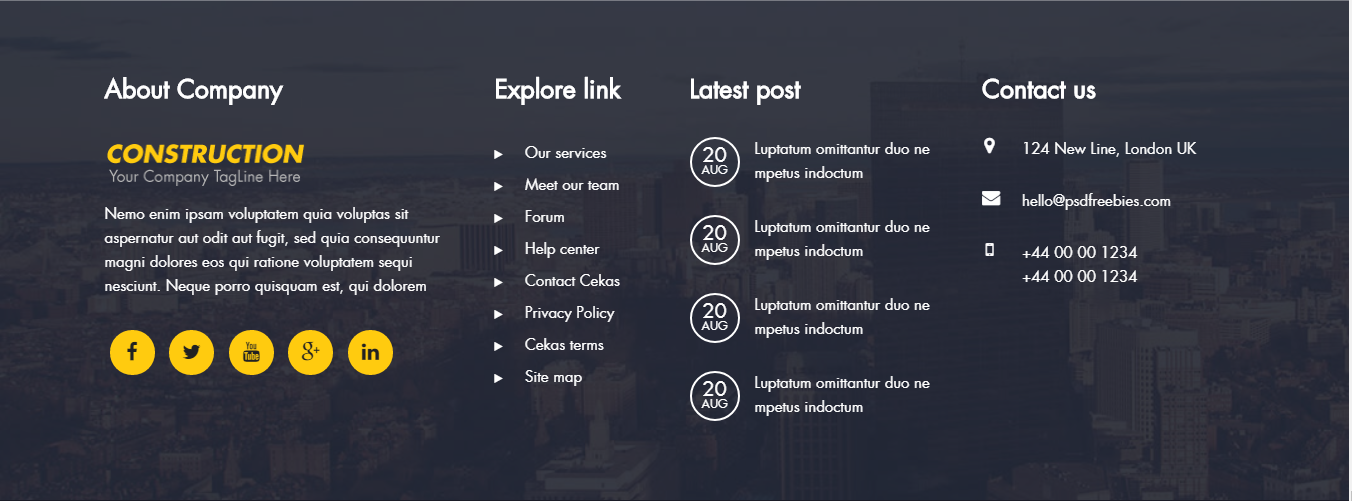 About Company
CONSTRUCTION
Your Company TagLine Here
Nemo enim ipsam voluptatem quia voluptas sit
aspernatur aut odit aut fugit, sed quia consequuntur
magni dolores eos qui ratione voluptatem sequi
nesciunt. Neque porro quisquam est, qui dolorem
f
You
Tube
g+
in
Explore link
Our services
Meet our team
Forum
Help center
Contact Cekas
Privacy Policy
Cekas terms
Site map
Latest post
20
AUG
Luptatum omittantur duo ne
mpetus indoctum
20
AUG
Luptatum omittantur duo ne
mpetus indoctum
20
AUG
Luptatum omittantur duo ne
mpetus indoctum
20
AUG
Luptatum omittantur duo ne
mpetus indoctum
Contact us
124 New Line, London UK
hello@psdfreebies.com
+44 00 00 1234
+44 00 00 1234